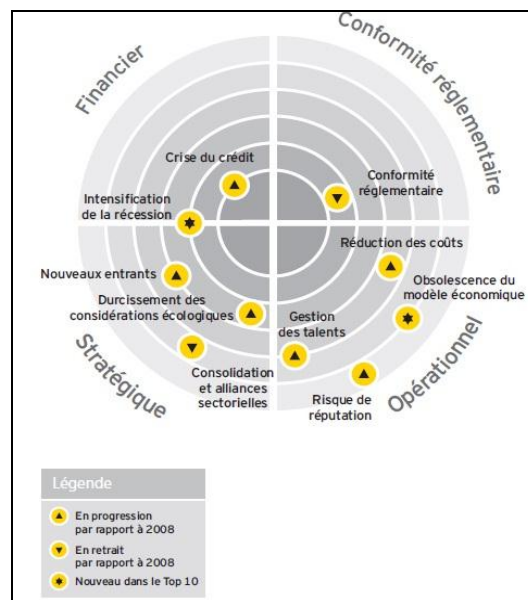 Financier
Conformité réglementaire
Crise du crédit
Conformité
réglementaire
Intensification
de la récession
Réduction des coûts
Nouveaux entrants
Obsolescence du
modèle économique
Durcissement des
considérations écologiques
Gestion
des talents
Stratégique
Consolidation
et alliances
sectorielles
Risque de
réputation
Opérationnel
Légende
En progression
par rapport à 2008
En retrait
par rapport à 2008
Nouveau dans le Top 10